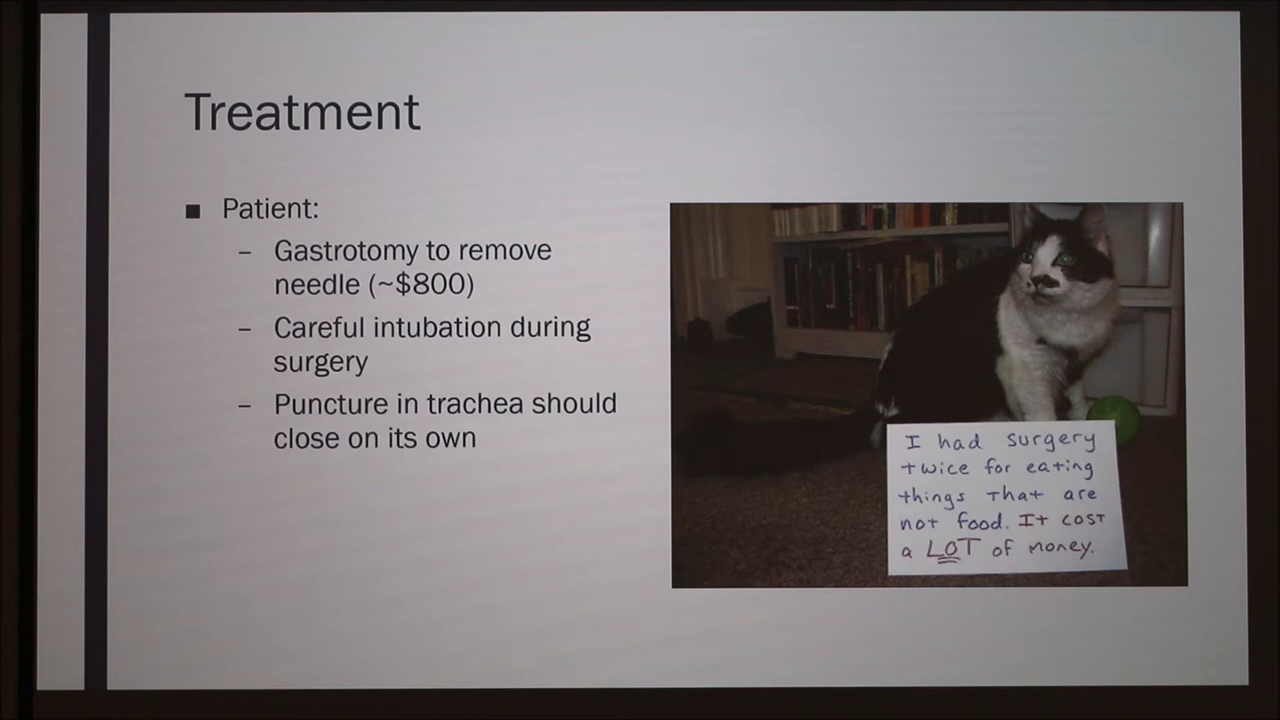 Treatment
■ Patient:
– Gastrotomy to remove
needle (~$800)
– Careful intubation during
surgery
– Puncture in trachea should
close on its own
I had surgery
twice for eating
things that are
not food. It cost
a LOT of money.